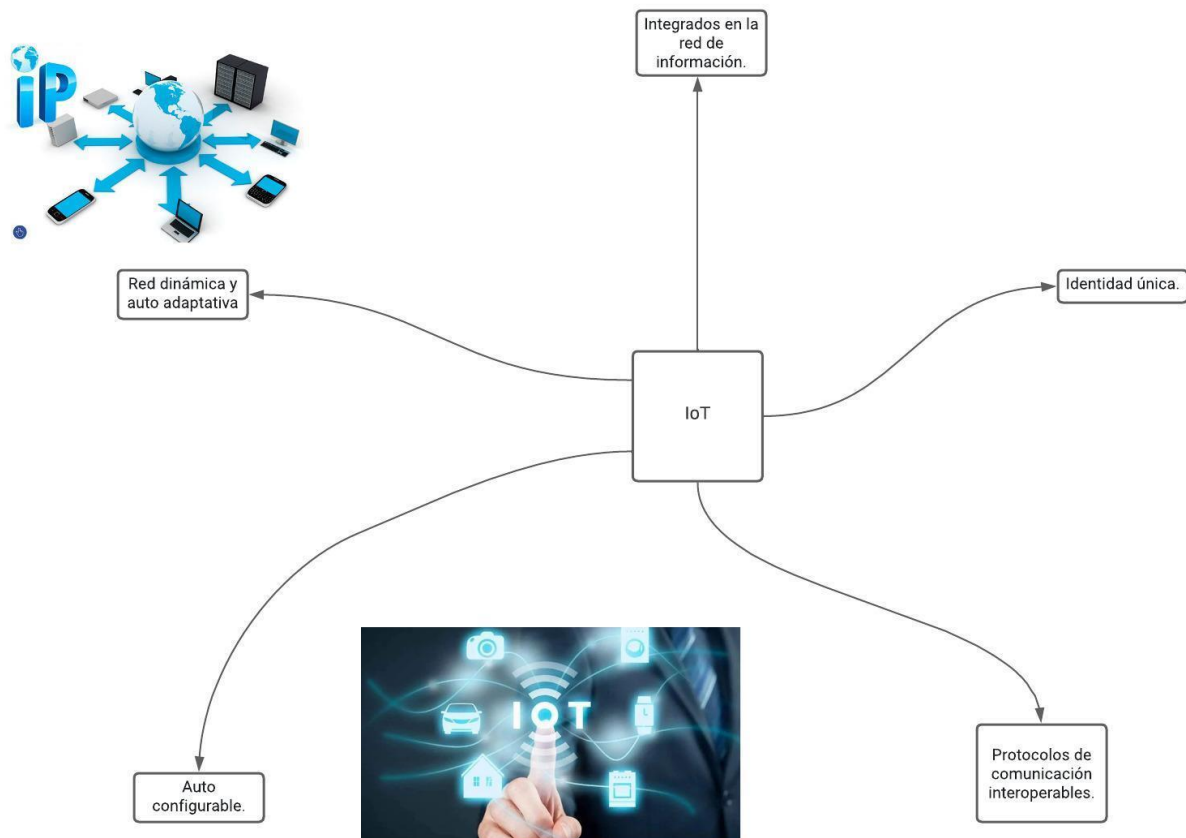 Integrados en la
red de
información.
iP
Red dinámica y
auto adaptativa
Identidad única.
IoT
IOT
Auto
configurable.
Protocolos de
comunicación
interoperables.